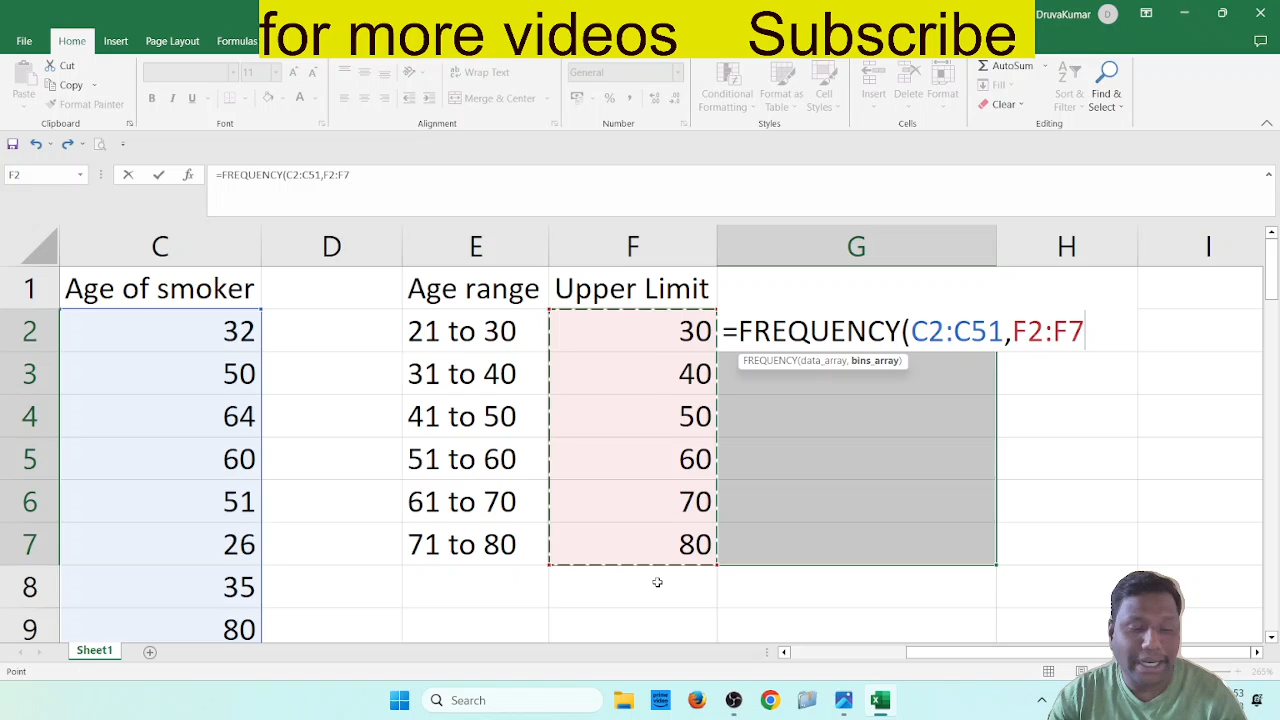 for more videos Subscribe
DruvaKumar D
File Home Insert Page Layout Formulas
Paste
Cut
Copy
Format Painter
Clipboard
B I U
Font
Wrap Text
Merge & Center
Alignment
General
Number
Conditional Formatting
Format as Table
Cell Styles
Styles
Insert Delete Format
Cells
AutoSum
Fill
Clear
Sort & Filter
Find & Select
Editing
F2
fx
=FREQUENCY(C2:C51,F2:F7
C D E F G H I
1 Age of smoker Age range Upper Limit
2 32 21 to 30 30 =FREQUENCY(C2:C51,F2:F7
FREQUENCY(data_array, bins_array)
3 50 31 to 40 40
4 64 41 to 50 50
5 60 51 to 60 60
6 51 61 to 70 70
7 26 71 to 80 80
8 35
9 80
Sheet1
Point
265%
Search
prime video